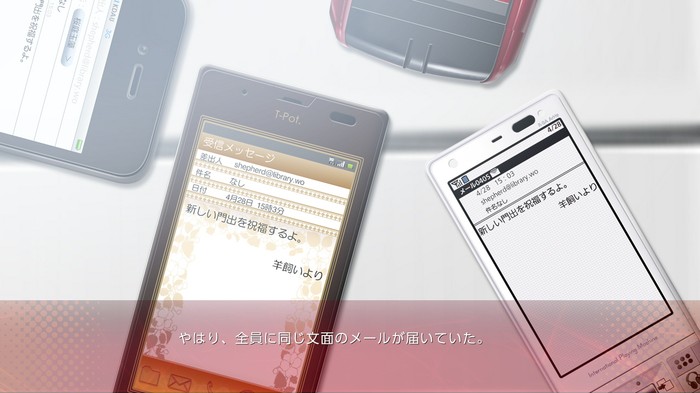 T-Pot.
受信メッセージ
差出人 shepherd@library.wo
件名 なし
日付 4月28日 15時3分
新しい門出を祝福するよ。
羊飼いより
4/28
メール0405
4/28 15:03
shepherd@library.wo
件名なし
新しい門出を祝福するよ。
羊飼いより
やはり、全員に同じ文面のメールが届いていた。